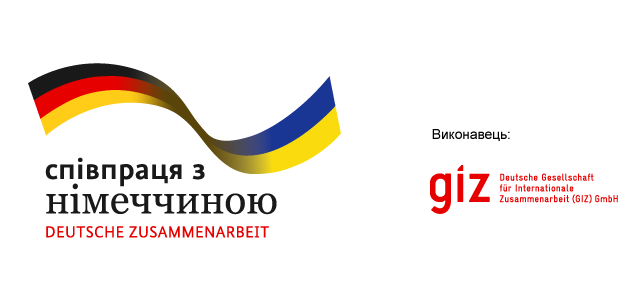 співпраця з
німеччиною
DEUTSCHE ZUSAMMENARBEIT
Виконавець:
giz
Deutsche Gesellschaft
für Internationale
Zusammenarbeit (GIZ) GmbH